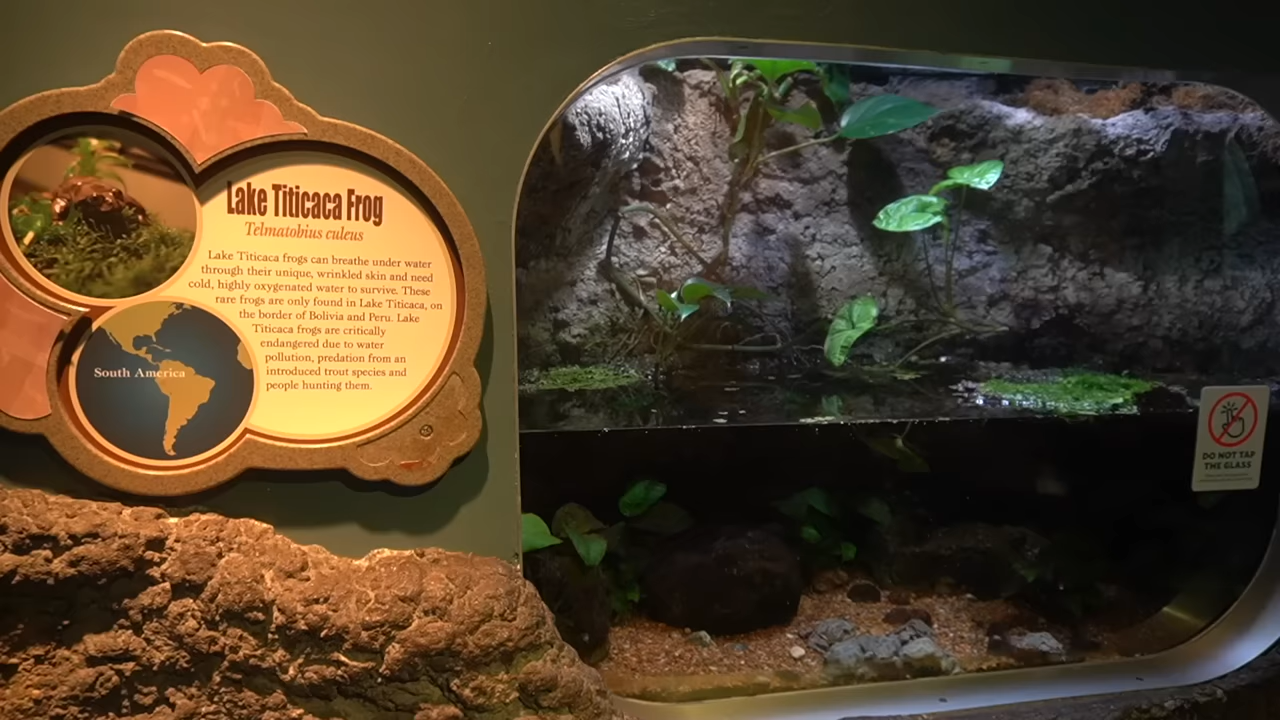 Lake Titicaca Frog
Telmatobius culeus
Lake Titicaca frogs can breathe under water
through their unique, wrinkled skin and need
cold, highly oxygenated water to survive. These
rare frogs are only found in Lake Titicaca, on
the border of Bolivia and Peru. Lake
Titicaca frogs are critically
endangered due to water
pollution, predation from an
introduced trout species and
people hunting them.
South America
DO NOT TAP
THE GLASS